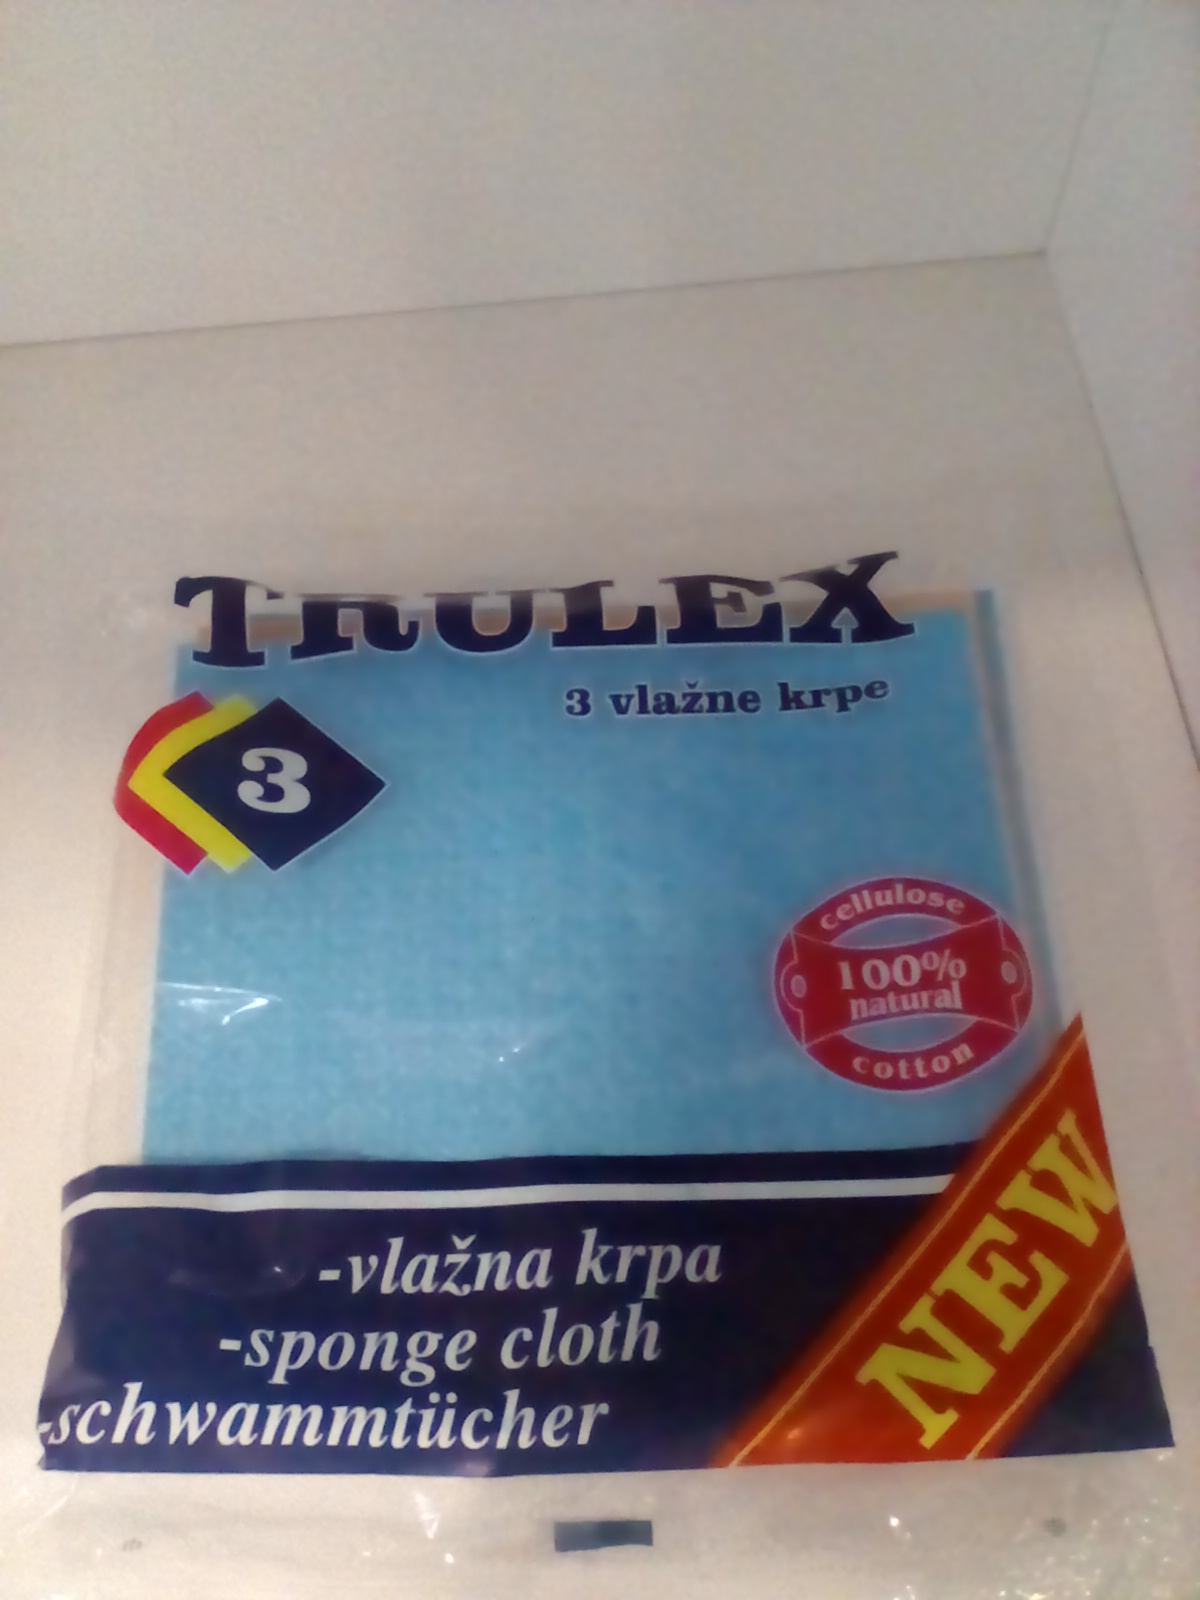 TRULEX
3 vlažne krpe
3
cellulose
100%
natural
cotton
NEW
-vlažna krpa
-sponge cloth
-schwammtücher